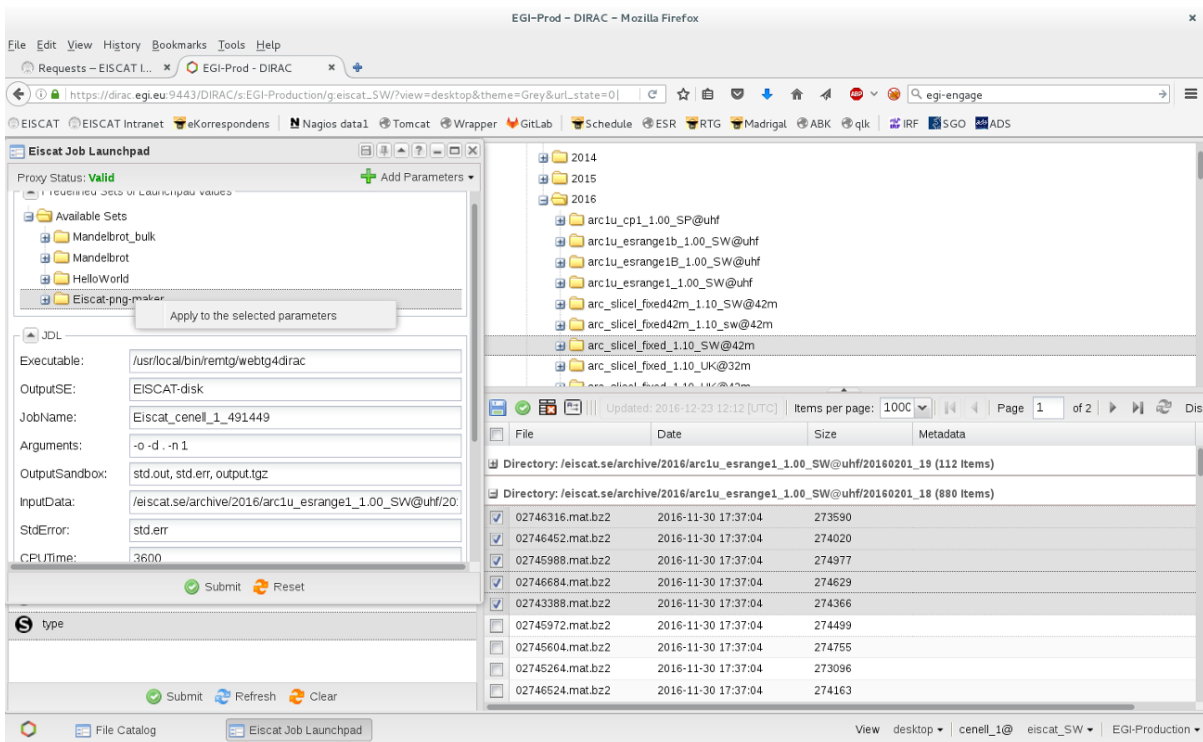 EGI-Prod - DIRAC - Mozilla Firefox
File Edit View History Bookmarks Tools Help
Requests – EISCAT I... EGI-Prod - DIRAC
https://dirac.egi.eu:9443/DIRAC/s:EGI-Production/g:eiscat_SW/?view=desktop&theme=Grey&url_state=0| egi-engage
EISCAT EISCAT Intranet eKorrespondens Nagios data1 Tomcat Wrapper GitLab Schedule ESR RTG Madrigal ABK qlk IRF SGO ADS
Eiscat Job Launchpad
Proxy Status: Valid Add Parameters
Predefined Sets of Launchpad Values
Available Sets
Mandelbrot_bulk
Mandelbrot
HelloWorld
Eiscat-png-maker
Apply to the selected parameters
JDL
Executable: /usr/local/bin/remtg/webtg4dirac
OutputSE: EISCAT-disk
JobName: Eiscat_cenell_1_491449
Arguments: -o -d . -n 1
OutputSandbox: std.out, std.err, output.tgz
InputData: /eiscat.se/archive/2016/arc1u_esrange1_1.00_SW@uhf/20:
StdError: std.err
CPUTime: 3600
Submit Reset
type
Submit Refresh Clear
2014
2015
2016
arc1u_cp1_1.00_SP@uhf
arc1u_esrange1b_1.00_SW@uhf
arc1u_esrange1B_1.00_SW@uhf
arc1u_esrange1_1.00_SW@uhf
arc_slicel_fixed42m_1.10_SW@42m
arc_slicel_fixed42m_1.10_sw@42m
arc_slicel_fixed_1.10_SW@42m
arc_slicel_fixed_1.10_UK@32m
arc_slicel_fixed_1.10_UK@42m
Updated: 2016-12-23 12:12 [UTC] Items per page: 100C Page 1 of 2 Dis
File Date Size Metadata
Directory: /eiscat.se/archive/2016/arc1u_esrange1_1.00_SW@uhf/20160201_19 (112 Items)
Directory: /eiscat.se/archive/2016/arc1u_esrange1_1.00_SW@uhf/20160201_18 (880 Items)
02746316.mat.bz2 2016-11-30 17:37:04 273590
02746452.mat.bz2 2016-11-30 17:37:04 274020
02745988.mat.bz2 2016-11-30 17:37:04 274977
02746684.mat.bz2 2016-11-30 17:37:04 274629
02743388.mat.bz2 2016-11-30 17:37:04 274366
02745972.mat.bz2 2016-11-30 17:37:04 274499
02745604.mat.bz2 2016-11-30 17:37:04 274755
02745264.mat.bz2 2016-11-30 17:37:04 273096
02746524.mat.bz2 2016-11-30 17:37:04 274163
File Catalog Eiscat Job Launchpad View desktop cenell_1@ eiscat_SW EGI-Production